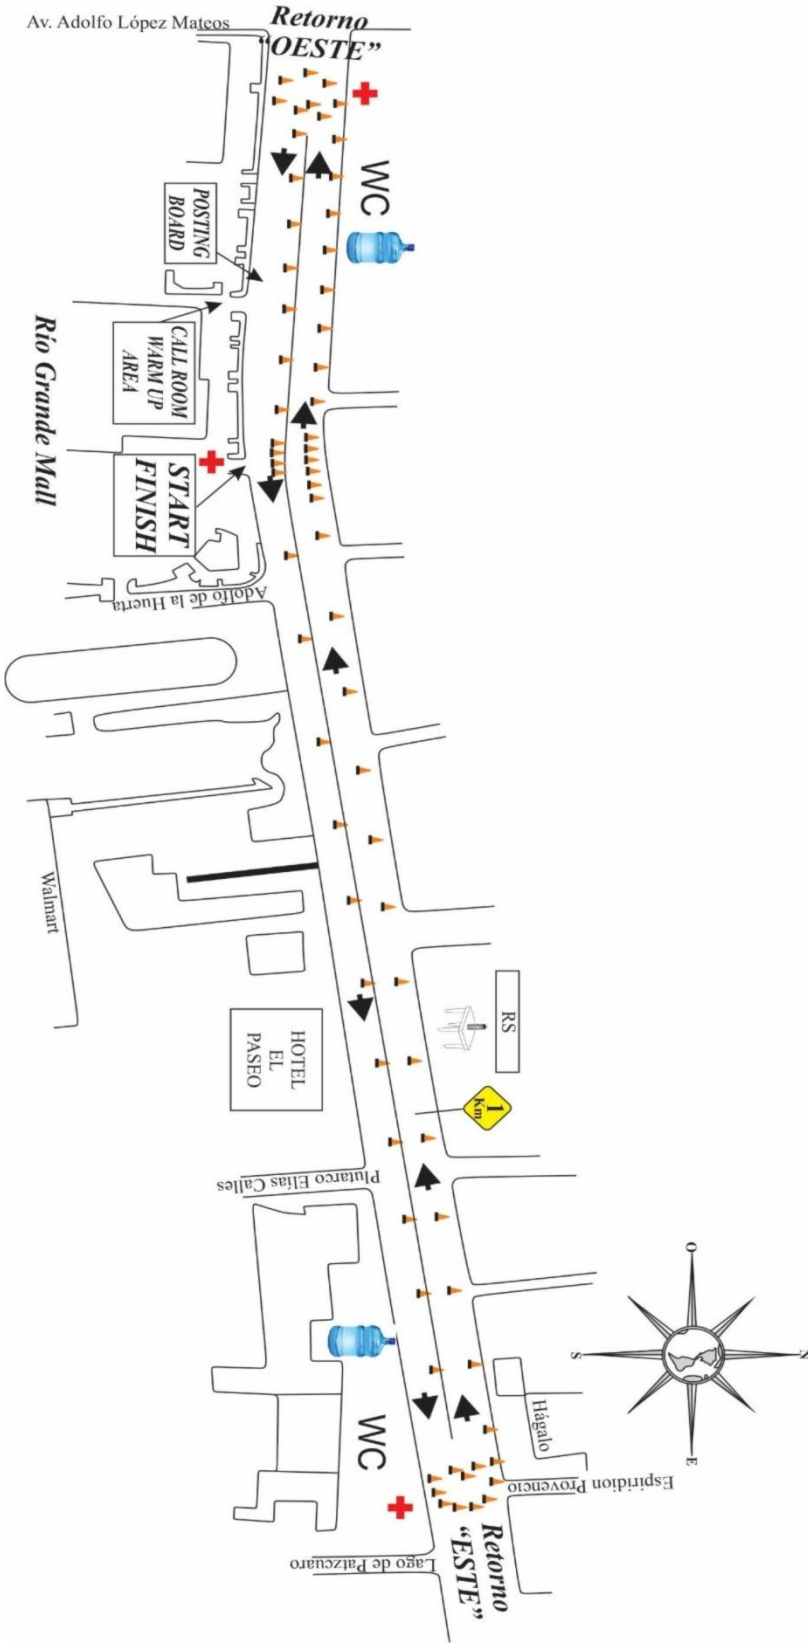 Av. Adolfo López Mateos
Retorno
“OESTE”
WC
POSTING
BOARD
CALL ROOM
WARM UP
AREA
Río Grande Mall
START
FINISH
Adolfo de la Huerta
Walmart
RS
HOTEL
EL
PASEO
1
Km
Plutarco Elías Calles
O
N
S
E
WC
Hágalo
Espiridion Provencio
Retorno
“ESTE”
Lago de Patzcuaro